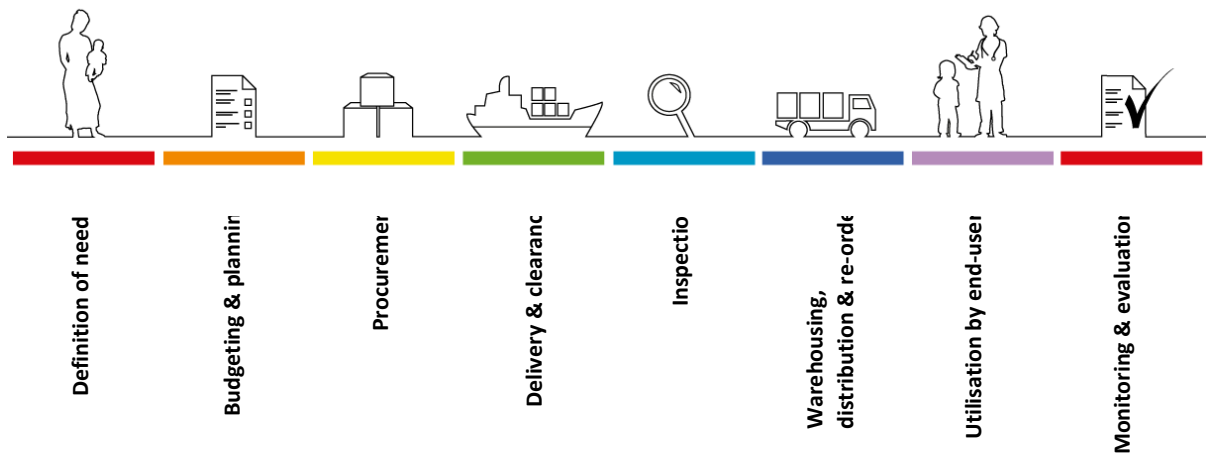 Definition of need
Budgeting & plannin
Procuremen
Delivery & clearanc
Inspectio
Warehousing,
distribution & re-orde
Utilisation by end-user
Monitoring & evaluation